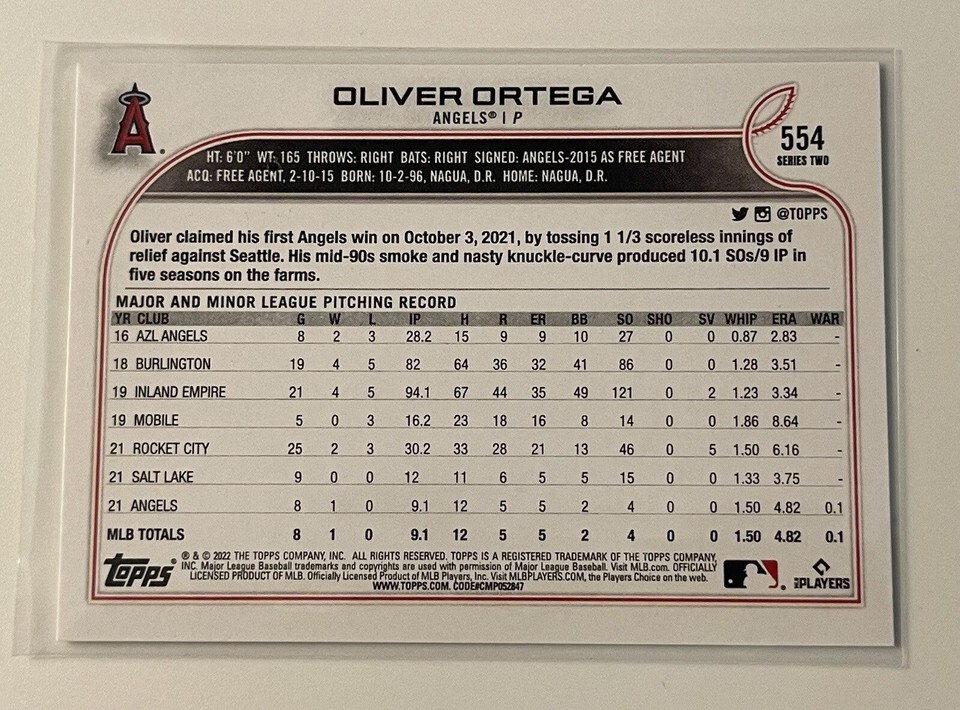 A
OLIVER ORTEGA
ANGELS® | P
554
SERIES TWO
HT: 6'0" WT: 165 THROWS: RIGHT BATS: RIGHT SIGNED: ANGELS-2015 AS FREE AGENT
ACQ: FREE AGENT, 2-10-15 BORN: 10-2-96, NAGUA, D.R. HOME: NAGUA, D.R.
@TOPPS
Oliver claimed his first Angels win on October 3, 2021, by tossing 1 1/3 scoreless innings of
relief against Seattle. His mid-90s smoke and nasty knuckle-curve produced 10.1 SOs/9 IP in
five seasons on the farms.
MAJOR AND MINOR LEAGUE PITCHING RECORD
YR CLUB G W L IP H R ER BB SO SHO SV WHIP ERA WAR
16 AZL ANGELS 8 2 3 28.2 15 9 9 10 27 0 0 0.87 2.83 -
18 BURLINGTON 19 4 5 82 64 36 32 41 86 0 0 1.28 3.51 -
19 INLAND EMPIRE 21 4 5 94.1 67 44 35 49 121 0 2 1.23 3.34 -
19 MOBILE 5 0 3 16.2 23 18 16 8 14 0 0 1.86 8.64 -
21 ROCKET CITY 25 2 3 30.2 33 28 21 13 46 0 5 1.50 6.16 -
21 SALT LAKE 9 0 0 12 11 6 5 5 15 0 0 1.33 3.75 -
21 ANGELS 8 1 0 9.1 12 5 5 2 4 0 0 1.50 4.82 0.1
MLB TOTALS 8 1 0 9.1 12 5 5 2 4 0 0 1.50 4.82 0.1
topps
® & © 2022 THE TOPPS COMPANY, INC. ALL RIGHTS RESERVED. TOPPS IS A REGISTERED TRADEMARK OF THE TOPPS COMPANY,
INC. Major League Baseball trademarks and copyrights are used with permission of Major League Baseball. Visit MLB.com. OFFICIALLY
LICENSED PRODUCT OF MLB. Officially Licensed Product of MLB Players, Inc. Visit MLBPLAYERS.COM, the Players Choice on the web.
WWW.TOPPS.COM. CODE#CMP052847
MLB PLAYERS